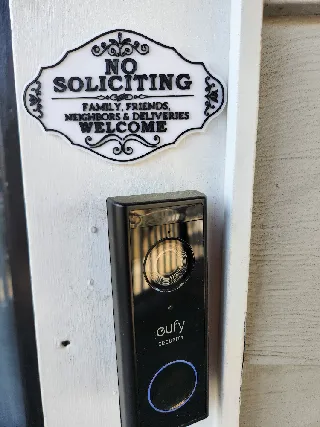 NO
SOLICITING
FAMILY, FRIENDS,
NEIGHBORS & DELIVERIES
WELCOME
eufy
SECURITY